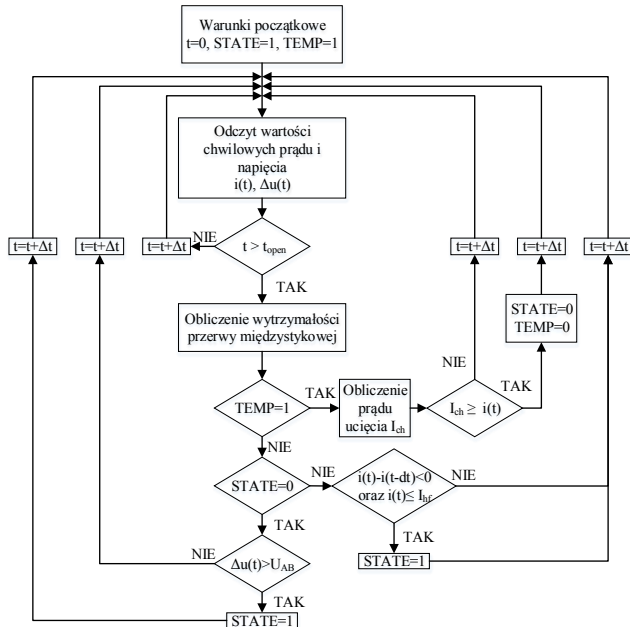 Warunki początkowe
t=0, STATE=1, TEMP=1
Odczyt wartości
chwilowych prądu i
napięcia
i(t), Δu(t)
t=t+Δt
t=t+Δt
t=t+Δt
NIE
t > t_open
t=t+Δt
t=t+Δt
t=t+Δt
TAK
Obliczenie wytrzymałości
przerwy międzystykowej
STATE=0
TEMP=0
NIE
TAK
TEMP=1
TAK
Obliczenie
prądu
ucięcia I_ch
I_ch ≥ i(t)
NIE
STATE=0
NIE
i(t)-i(t-dt)<0
oraz i(t)≤ I_hf
NIE
TAK
TAK
NIE
Δu(t)>U_AB
STATE=1
TAK
STATE=1